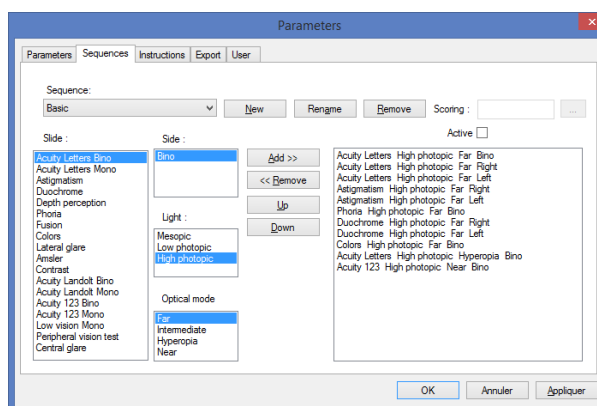 Parameters
Parameters Sequences Instructions Export User
Sequence:
Basic New Rename Remove Scoring : ...
Active
Slide :
Acuity Letters Bino
Acuity Letters Mono
Astigmatism
Duochrome
Depth perception
Phoria
Fusion
Colors
Lateral glare
Amsler
Contrast
Acuity Landolt Bino
Acuity Landolt Mono
Acuity 123 Bino
Acuity 123 Mono
Low vision Mono
Peripheral vision test
Central glare
Side :
Bino
Light :
Mesopic
Low photopic
High photopic
Optical mode
Far
Intermediate
Hyperopia
Near
Add >>
<< Remove
Up
Down
Acuity Letters High photopic Far Bino
Acuity Letters High photopic Far Right
Acuity Letters High photopic Far Left
Astigmatism High photopic Far Right
Astigmatism High photopic Far Left
Phoria High photopic Far Bino
Duochrome High photopic Far Right
Duochrome High photopic Far Left
Colors High photopic Far Bino
Acuity Letters High photopic Hyperopia Bino
Acuity 123 High photopic Near Bino
OK Annuler Appliquer